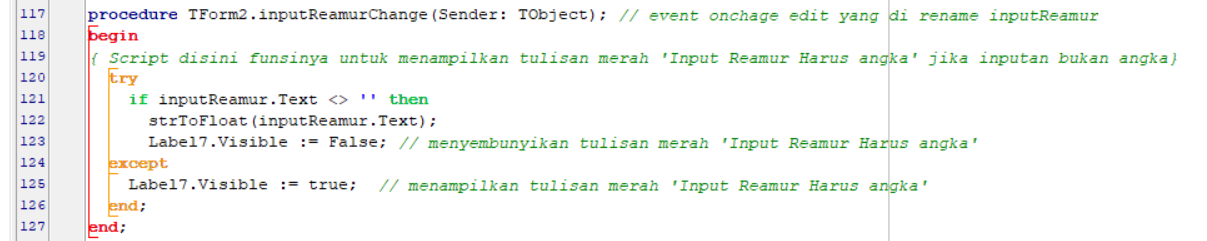 117 procedure TForm2.inputReamurChange(Sender: TObject); // event onchage edit yang di rename inputReamur
118 begin
119 { Script disini funsinya untuk menampilkan tulisan merah 'Input Reamur Harus angka' jika inputan bukan angka}
120 try
121 if inputReamur.Text <> '' then
122 strToFloat(inputReamur.Text);
123 Label7.Visible := False; // menyembunyikan tulisan merah 'Input Reamur Harus angka'
124 except
125 Label7.Visible := true; // menampilkan tulisan merah 'Input Reamur Harus angka'
126 end;
127 end;